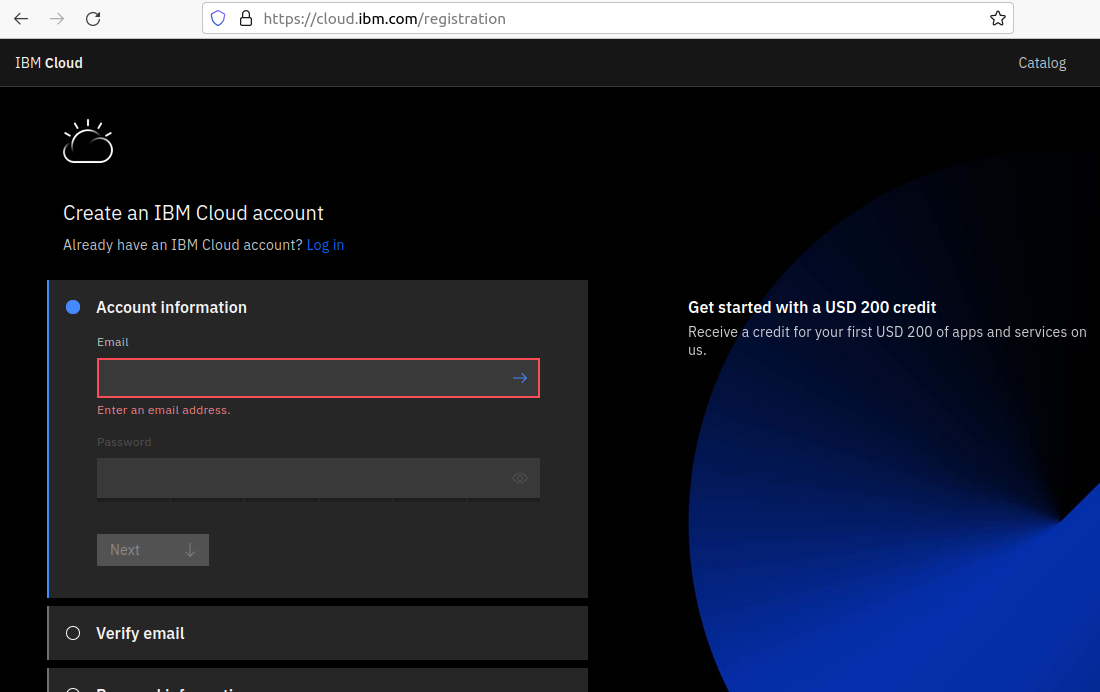 https://cloud.ibm.com/registration
IBM Cloud
Catalog
Create an IBM Cloud account
Already have an IBM Cloud account? Log in
Account information
Email
Enter an email address.
Password
Next
Verify email
Get started with a USD 200 credit
Receive a credit for your first USD 200 of apps and services on
us.